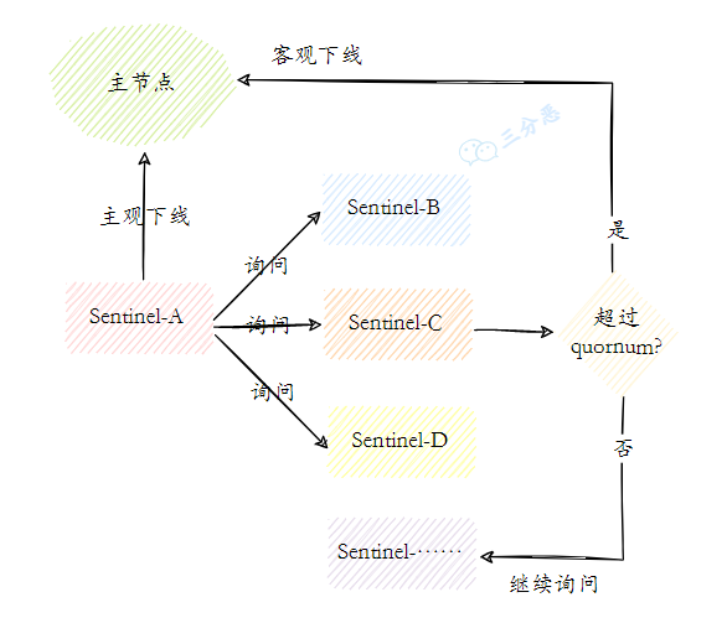 客观下线
主节点
三分恶
主观下线
Sentinel-B
是
询问
Sentinel-A
询问
Sentinel-C
超过
quornum?
询问
Sentinel-D
否
Sentinel-······
继续询问